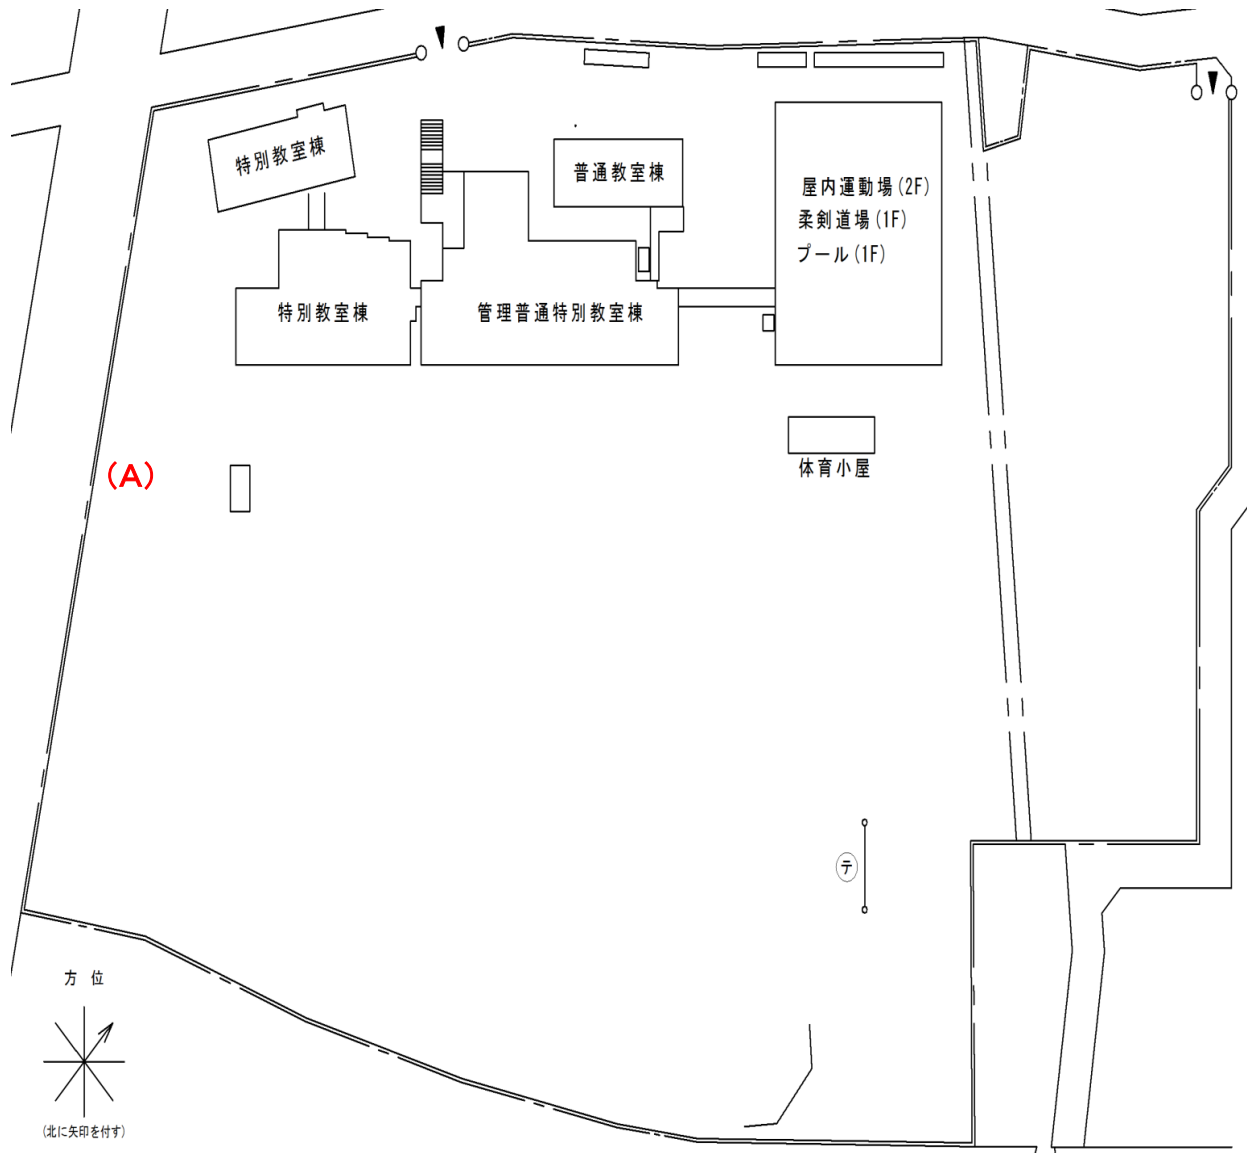 特別教室棟
普通教室棟
屋内運動場(2F)
柔剣道場(1F)
プール(1F)
特別教室棟
管理普通特別教室棟
(A)
体育小屋
テ
方 位
(北に矢印を付す)